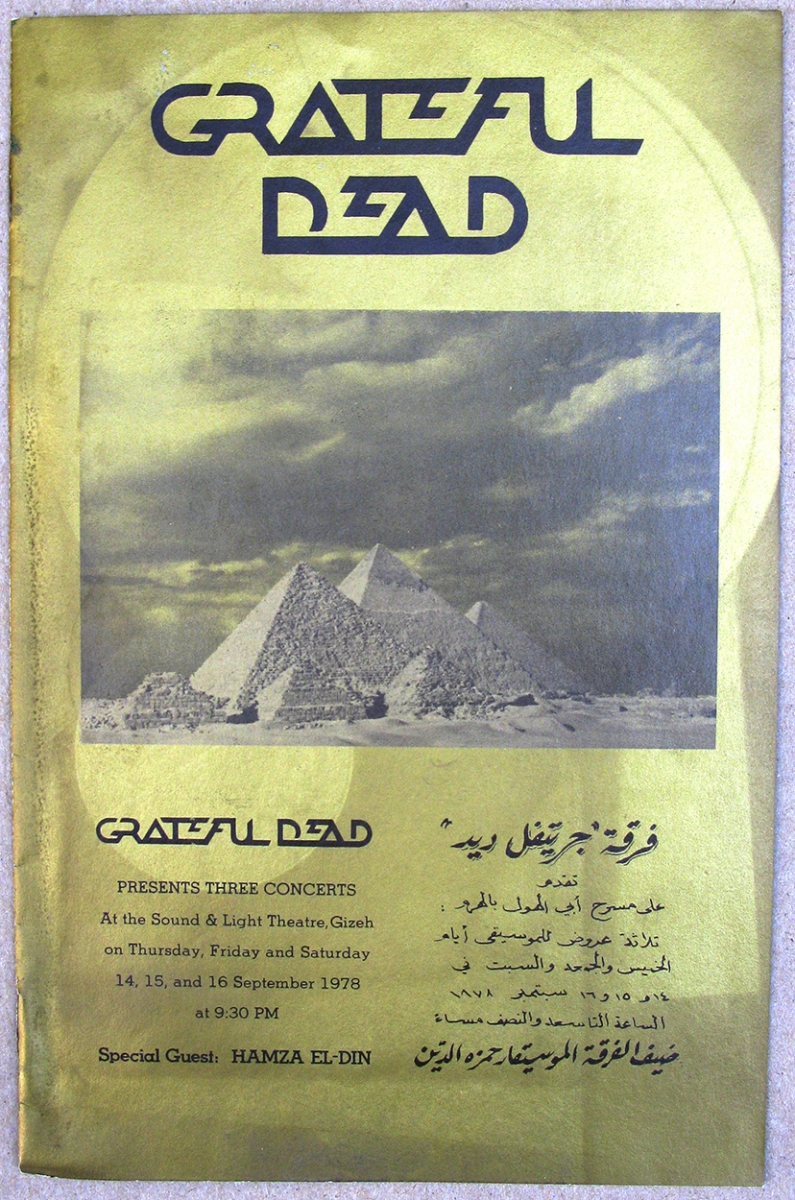 GRATEFUL
DEAD
GRATEFUL DEAD
PRESENTS THREE CONCERTS
At the Sound & Light Theatre, Gizeh
on Thursday, Friday and Saturday
14, 15, and 16 September 1978
at 9:30 PM
Special Guest: HAMZA EL-DIN
فرقة "جريتفل ديد"
تقدم
على مسرح أبي الهول بالهرم :
ثلاثة عروض للموسيقى أيام
الخميس والجمعة والسبت في
١٤ و ١٥ و ١٦ سبتمبر ١٨٧٨
الساعة التاسعة والنصف مساء
ضيف الفرقة الموسيقار حمزه الدين